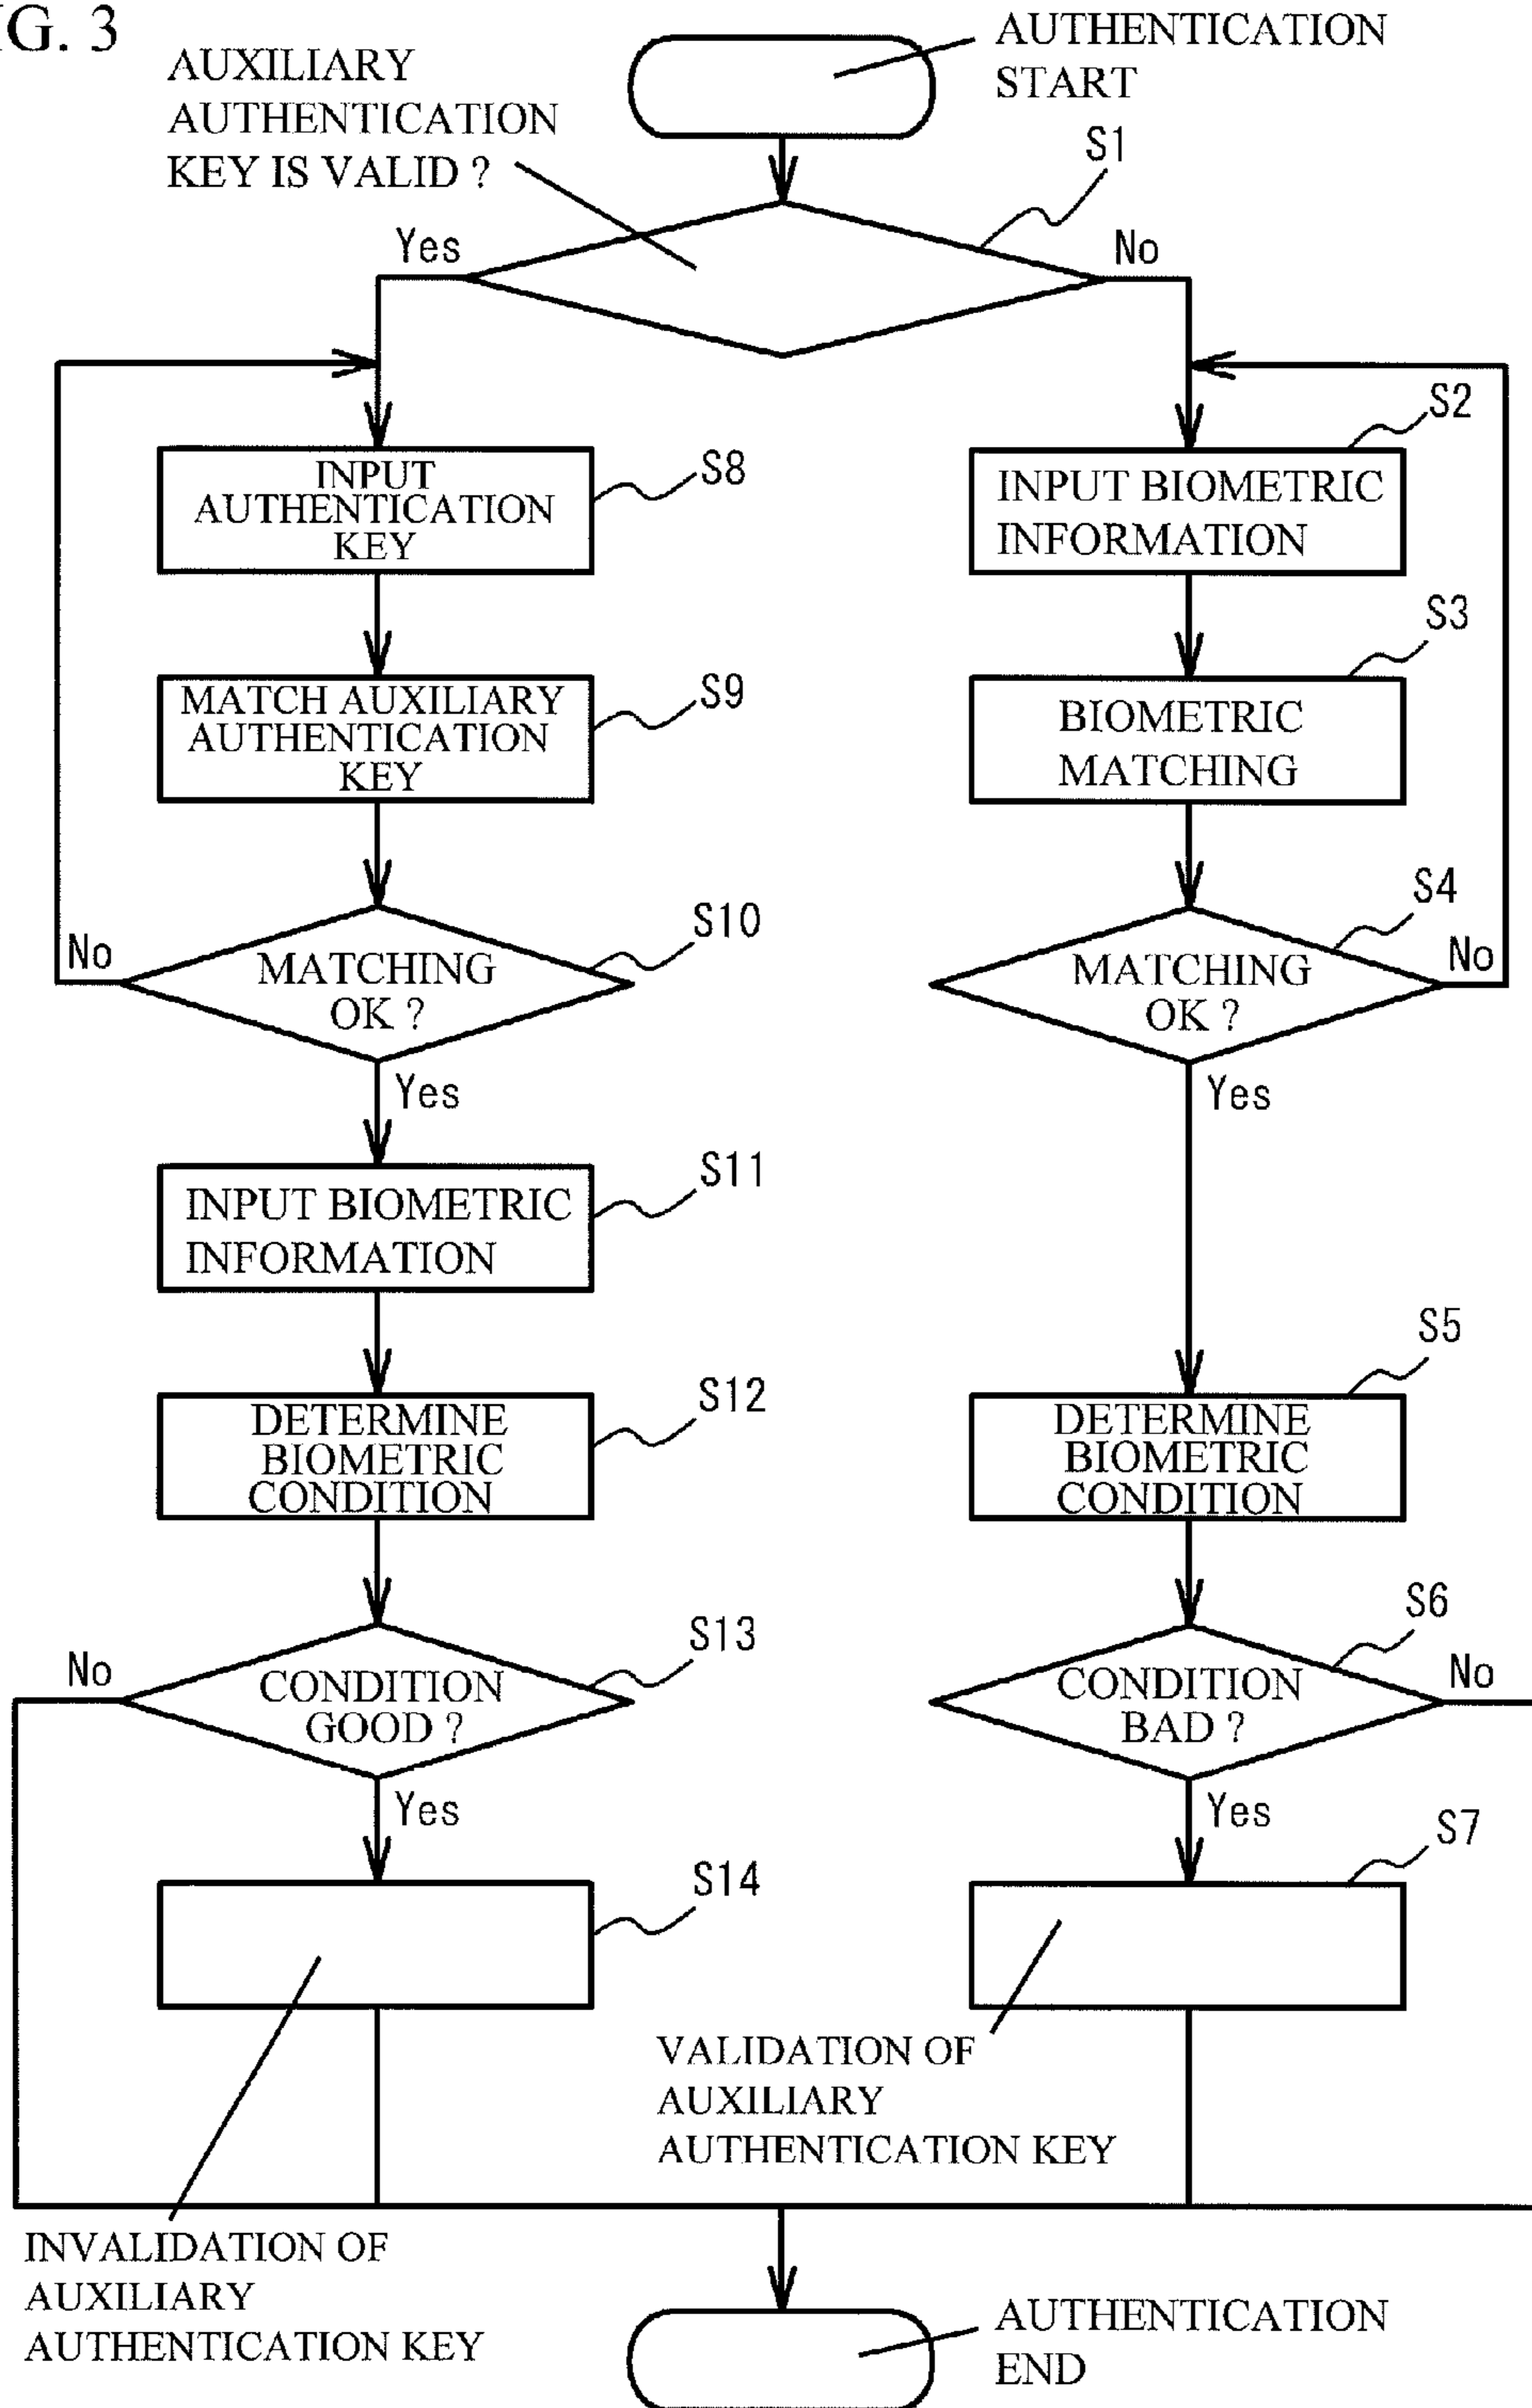 IG. 3
AUTHENTICATION
START
AUXILIARY
AUTHENTICATION
KEY IS VALID ?
S1
Yes
No
S2
INPUT
AUTHENTICATION
KEY
S8
INPUT BIOMETRIC
INFORMATION
S3
MATCH AUXILIARY
AUTHENTICATION
KEY
S9
BIOMETRIC
MATCHING
S4
S10
No
MATCHING
OK ?
MATCHING
OK ?
No
Yes
Yes
S11
INPUT BIOMETRIC
INFORMATION
S5
S12
DETERMINE
BIOMETRIC
CONDITION
DETERMINE
BIOMETRIC
CONDITION
S6
S13
No
CONDITION
GOOD ?
CONDITION
BAD ?
No
Yes
Yes
S7
S14
VALIDATION OF
AUXILIARY
AUTHENTICATION KEY
INVALIDATION OF
AUXILIARY
AUTHENTICATION KEY
AUTHENTICATION
END